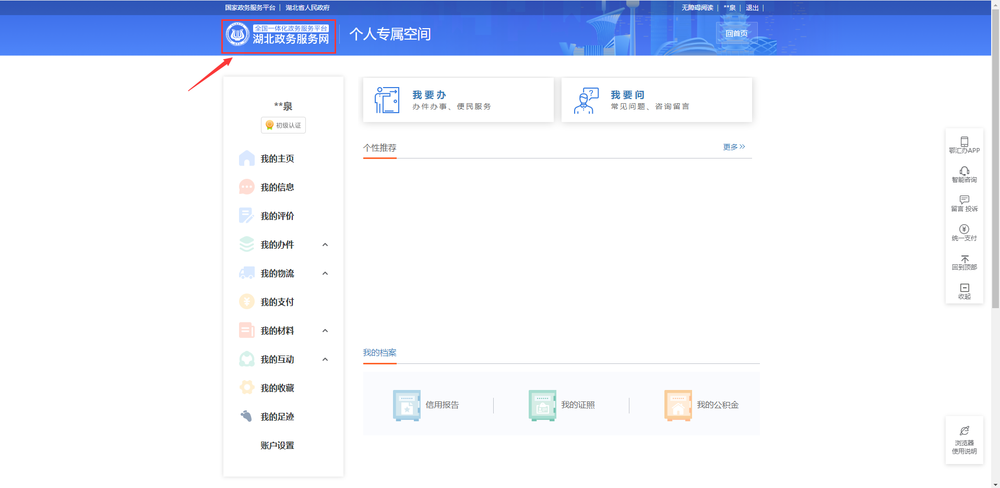 国家政务服务平台 | 湖北省人民政府
无障碍阅读 | **泉 | 退出 |
全国一体化政务服务平台
湖北政务服务网
个人专属空间
回首页
**泉
初级认证
我的主页
我的信息
我的评价
我的办件
我的物流
我的支付
我的材料
我的互动
我的收藏
我的足迹
账户设置
我要办
办件办事、便民服务
我要问
常见问题、咨询留言
个性推荐
更多
我的档案
信用报告
我的证照
我的公积金
鄂汇办APP
智能咨询
留言 投诉
统一支付
回到顶部
收起
浏览器
使用说明